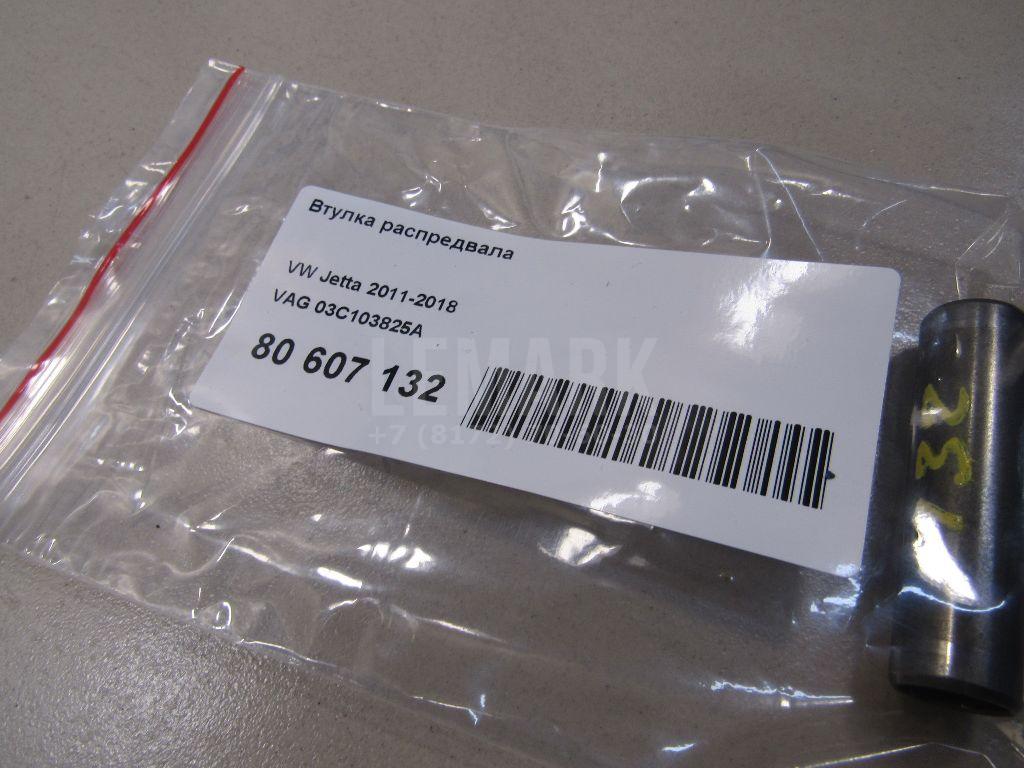 Втулка распредвала
VW Jetta 2011-2018
VAG 03C103825A
80 607 132
LEMARK
132